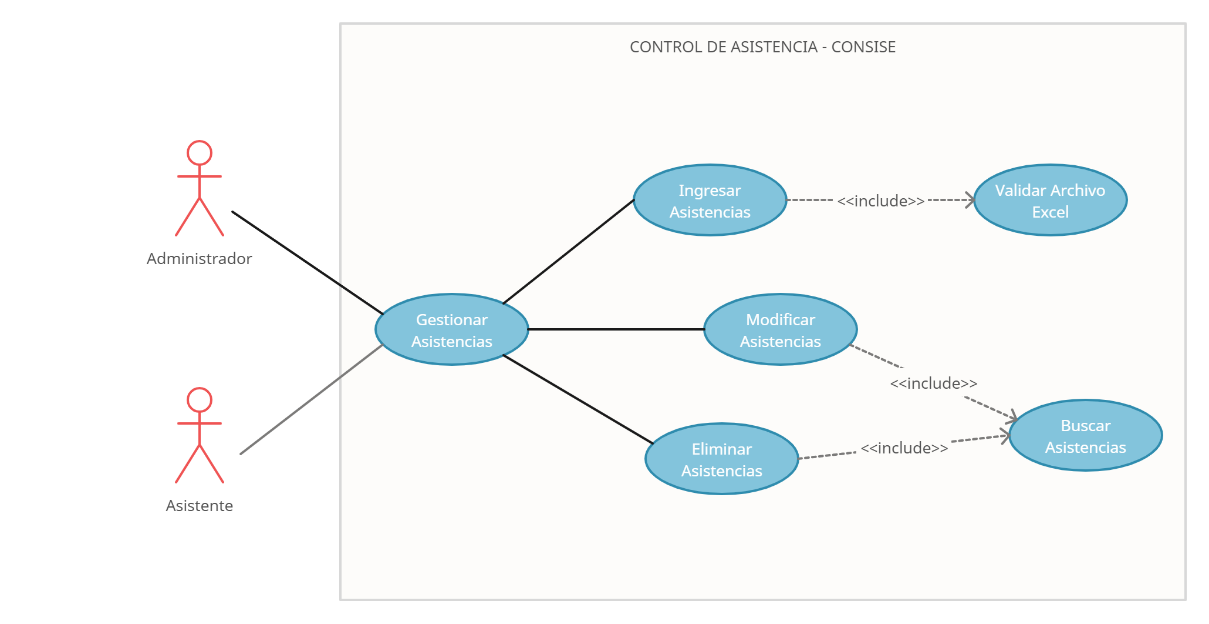 CONTROL DE ASISTENCIA - CONSISE
Administrador
Asistente
Gestionar
Asistencias
Ingresar
Asistencias
<<include>>
Validar Archivo
Excel
Modificar
Asistencias
<<include>>
Eliminar
Asistencias
<<include>>
Buscar
Asistencias